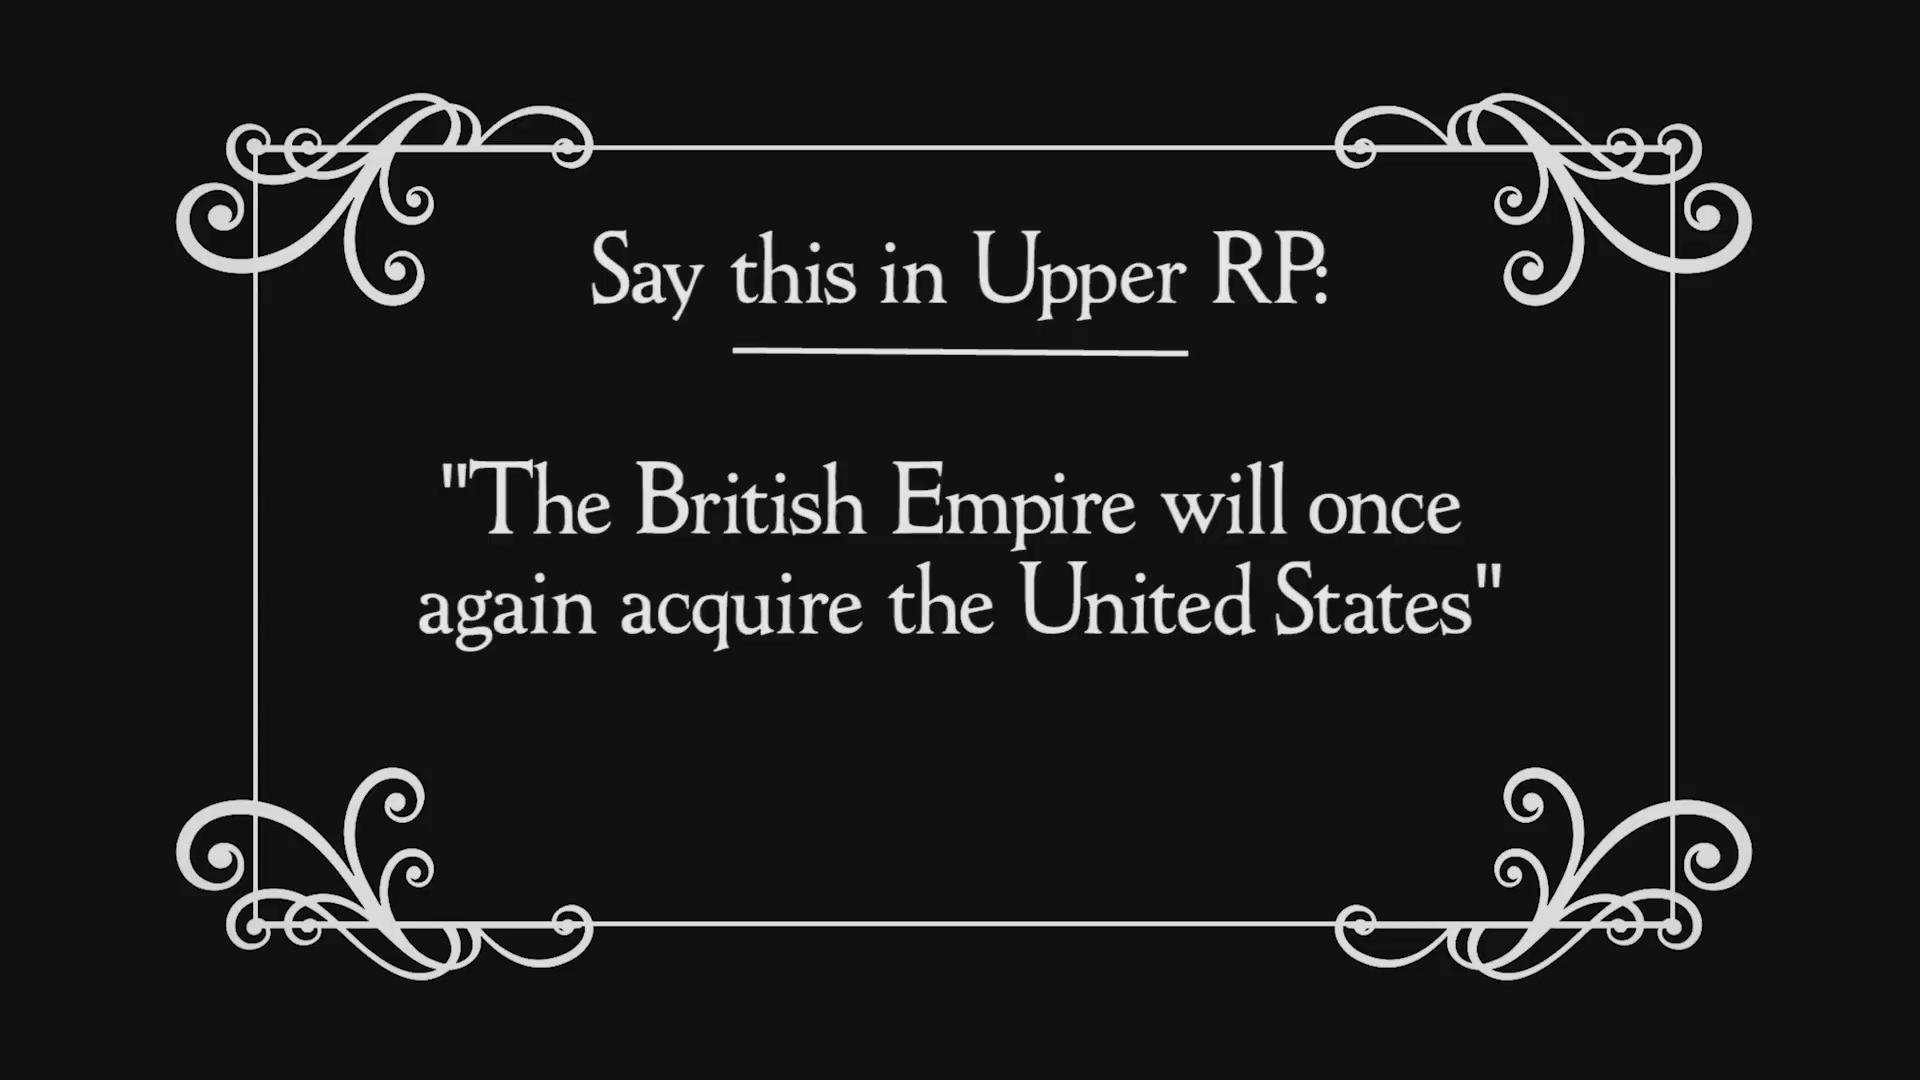 Say this in Upper RP:
"The British Empire will once
again acquire the United States"